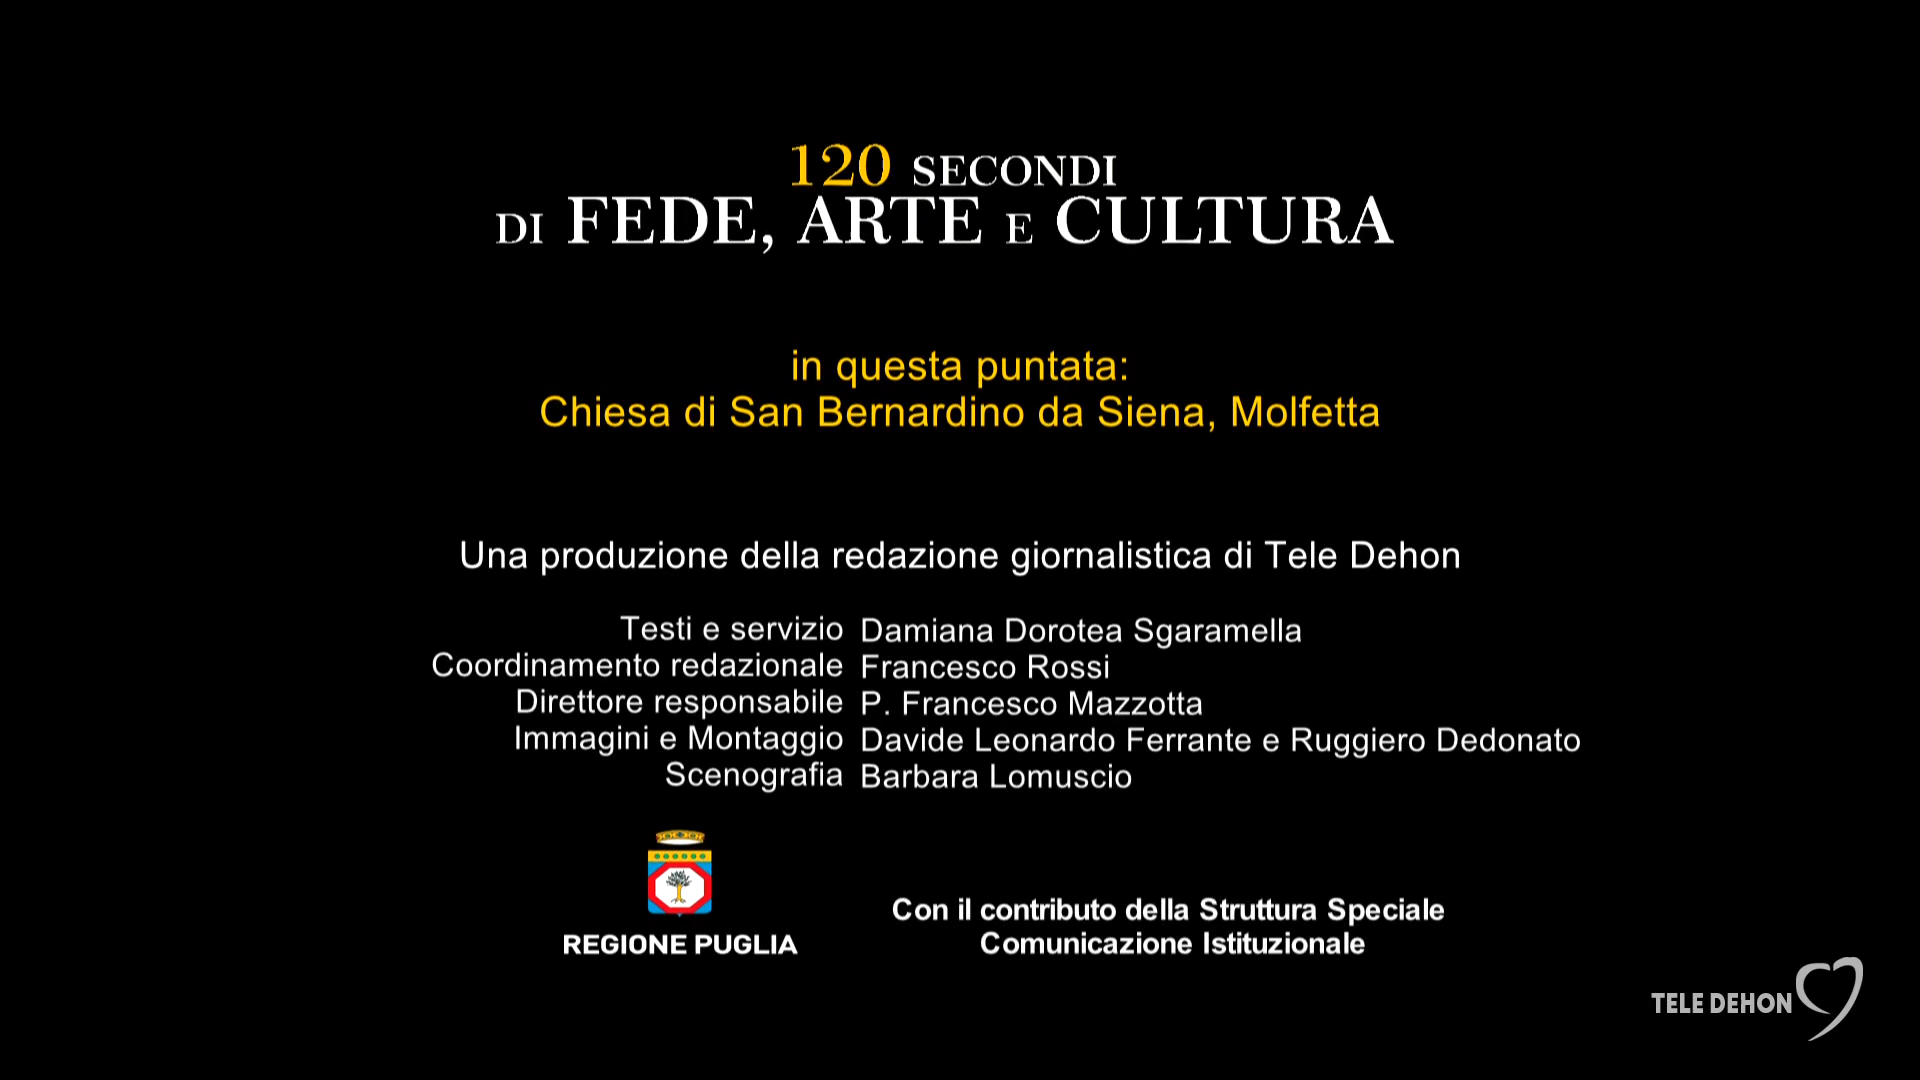 120 SECONDI
DI FEDE, ARTE E CULTURA
in questa puntata:
Chiesa di San Bernardino da Siena, Molfetta
Una produzione della redazione giornalistica di Tele Dehon
Testi e servizio Damiana Dorotea Sgaramella
Coordinamento redazionale Francesco Rossi
Direttore responsabile P. Francesco Mazzotta
Immagini e Montaggio Davide Leonardo Ferrante e Ruggiero Dedonato
Scenografia Barbara Lomuscio
REGIONE PUGLIA
Con il contributo della Struttura Speciale
Comunicazione Istituzionale
TELE DEHON